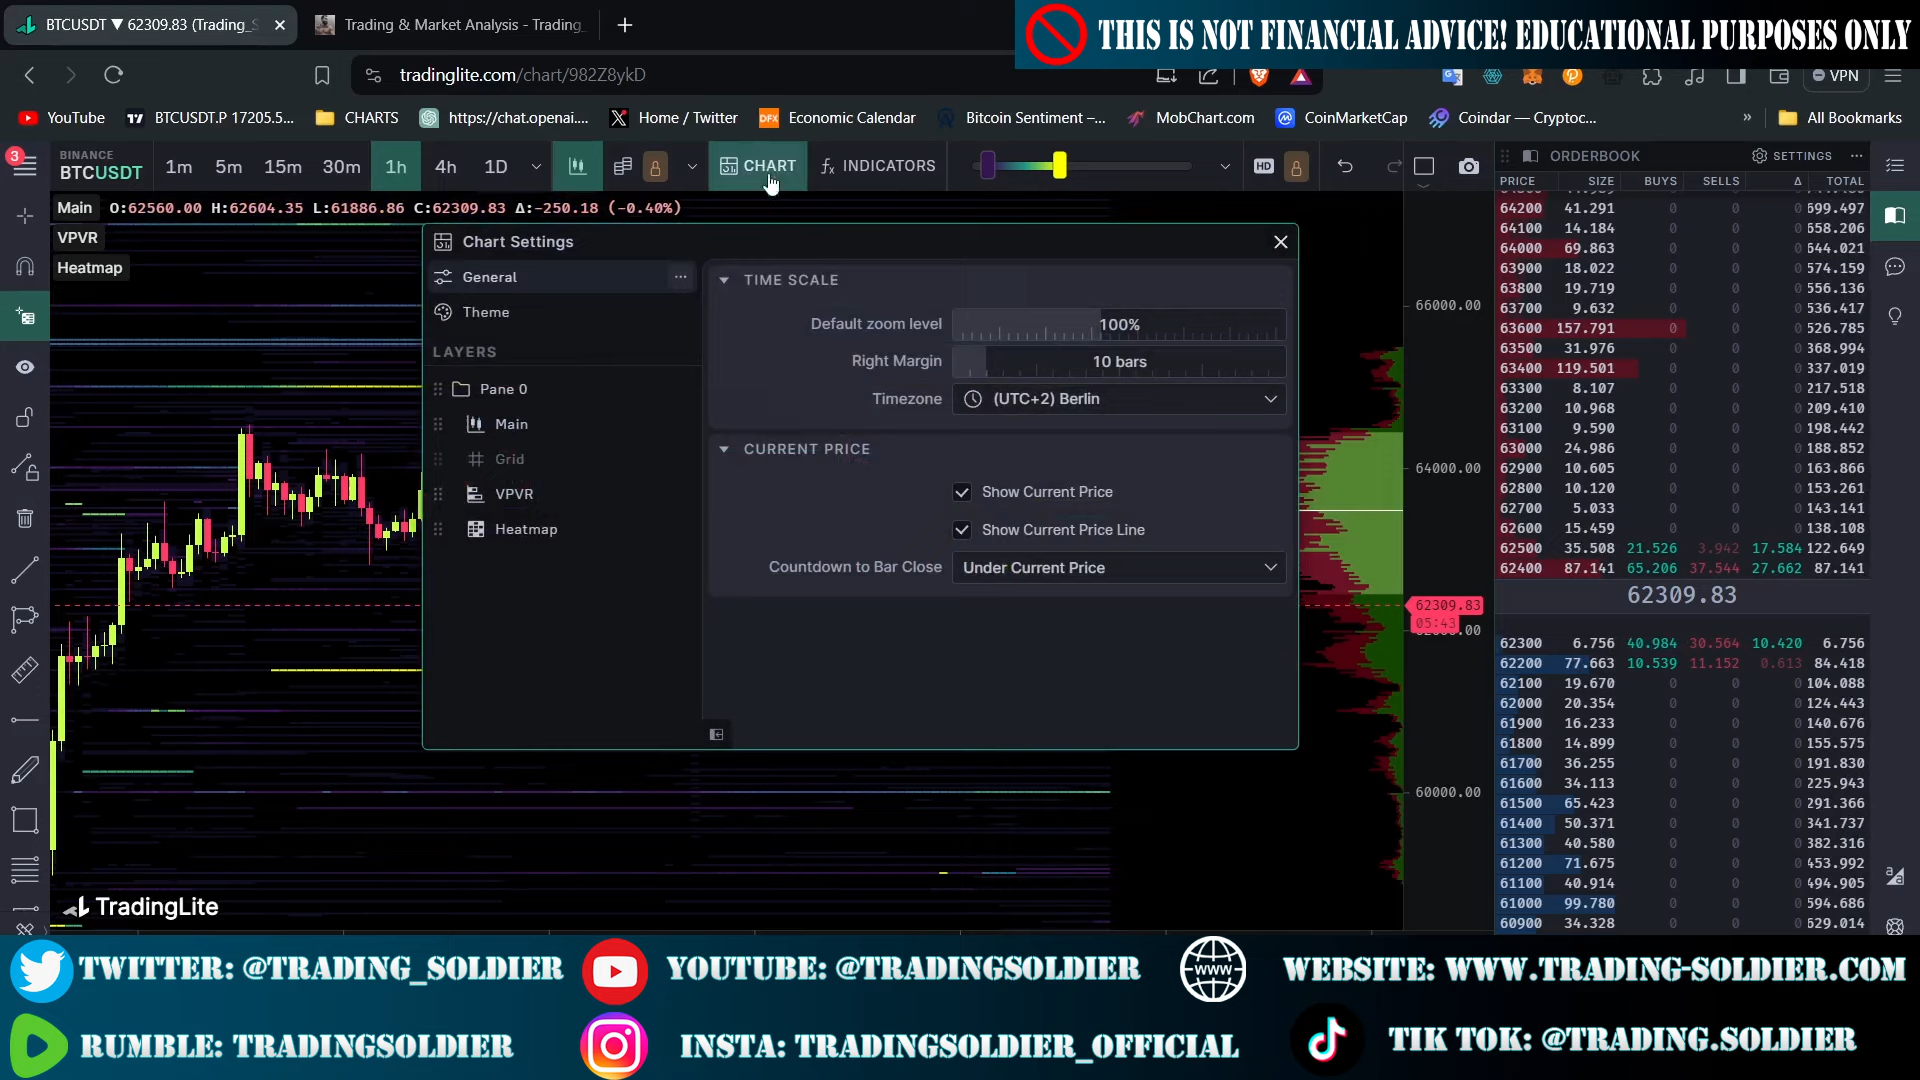 BTCUSDT ▼ 62309.83 (Trading_S
Trading & Market Analysis - Trading_
THIS IS NOT FINANCIAL ADVICE! EDUCATIONAL PURPOSES ONLY
tradinglite.com/chart/982Z8ykD
VPN
YouTube
BTCUSDT.P 17205.5...
CHARTS
https://chat.openai....
Home / Twitter
Economic Calendar
Bitcoin Sentiment –...
MobChart.com
CoinMarketCap
Coindar — Cryptoc...
All Bookmarks
3
BINANCE
BTCUSDT
1m 5m 15m 30m 1h 4h 1D
CHART
INDICATORS
HD
ORDERBOOK
SETTINGS
PRICE SIZE BUYS SELLS Δ TOTAL
Main O:62560.00 H:62604.35 L:61886.86 C:62309.83 Δ:-250.18 (-0.40%)
VPVR
Heatmap
Chart Settings
General
Theme
LAYERS
Pane 0
Main
Grid
VPVR
Heatmap
TIME SCALE
Default zoom level 100%
Right Margin 10 bars
Timezone (UTC+2) Berlin
CURRENT PRICE
Show Current Price
Show Current Price Line
Countdown to Bar Close Under Current Price
66000.00
64000.00
62309.83
05:43
60000.00
64200 41.291 0 0 0 699.497
64100 14.184 0 0 0 658.206
64000 69.863 0 0 0 644.021
63900 18.022 0 0 0 574.159
63800 19.719 0 0 0 556.136
63700 9.632 0 0 0 536.417
63600 157.791 0 0 0 526.785
63500 31.976 0 0 0 368.994
63400 119.501 0 0 0 337.019
63300 8.107 0 0 0 217.518
63200 10.968 0 0 0 209.410
63100 9.590 0 0 0 198.442
63000 24.986 0 0 0 188.852
62900 10.605 0 0 0 163.866
62800 10.120 0 0 0 153.261
62700 5.033 0 0 0 143.141
62600 15.459 0 0 0 138.108
62500 35.508 21.526 3.942 17.584 122.649
62400 87.141 65.206 37.544 27.662 87.141
62309.83
62300 6.756 40.984 30.564 10.420 6.756
62200 77.663 10.539 11.152 0.613 84.418
62100 19.670 0 0 0 104.088
62000 20.354 0 0 0 124.443
61900 16.233 0 0 0 140.676
61800 14.899 0 0 0 155.575
61700 36.255 0 0 0 191.830
61600 34.113 0 0 0 225.943
61500 65.423 0 0 0 291.366
61400 50.371 0 0 0 341.737
61300 40.580 0 0 0 382.316
61200 71.675 0 0 0 453.992
61100 40.914 0 0 0 494.905
61000 99.780 0 0 0 594.686
60900 34.328 0 0 0 629.014
TradingLite
TWITTER: @TRADING_SOLDIER
YOUTUBE: @TRADINGSOLDIER
WWW
WEBSITE: WWW.TRADING-SOLDIER.COM
RUMBLE: TRADINGSOLDIER
INSTA: TRADINGSOLDIER_OFFICIAL
TIK TOK: @TRADING.SOLDIER